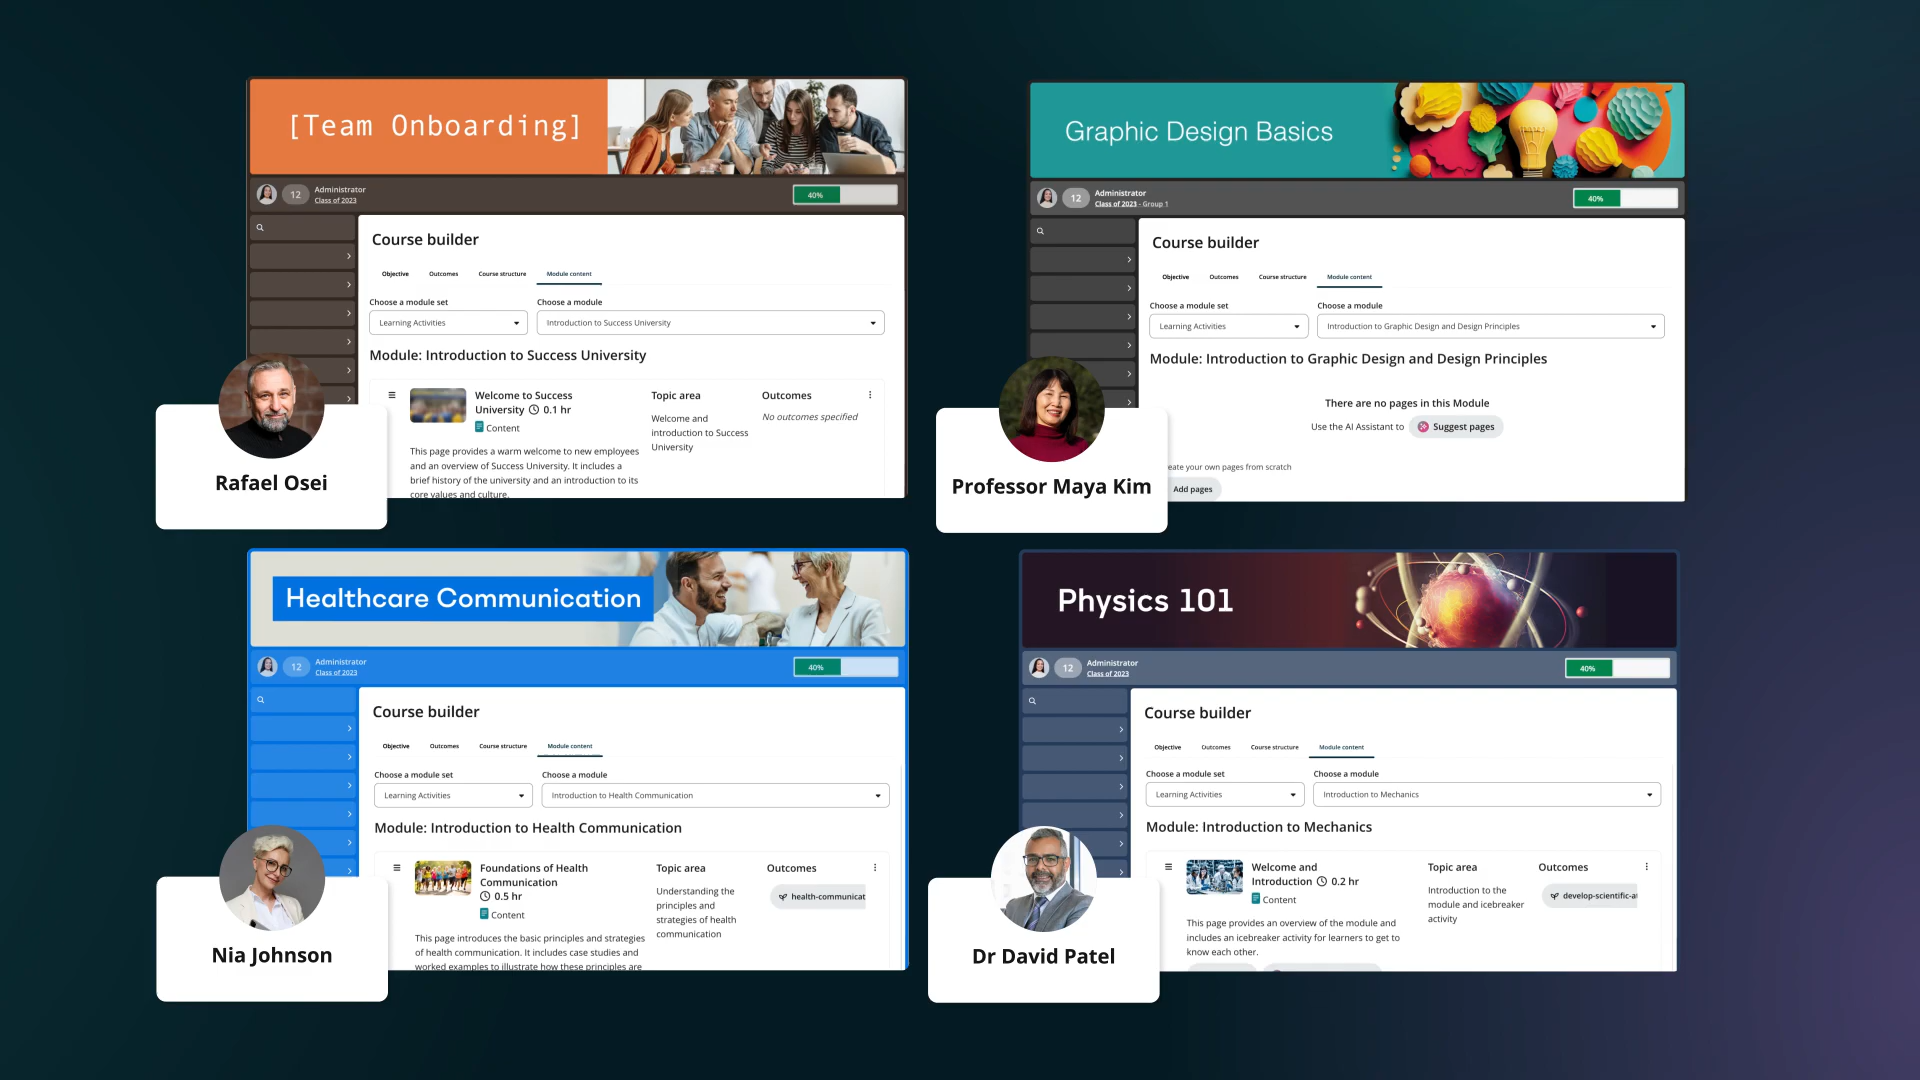 [Team Onboarding]
12
Administrator
Class of 2023
40%
Course builder
Objective
Outcomes
Course structure
Module content
Choose a module set
Choose a module
Learning Activities
Introduction to Success University
Module: Introduction to Success University
Welcome to Success
University 0.1 hr
Content
Topic area
Outcomes
Welcome and
introduction to Success
University
No outcomes specified
This page provides a warm welcome to new employees
and an overview of Success University. It includes a
brief history of the university and an introduction to its
core values and culture.
Rafael Osei
Graphic Design Basics
12
Administrator
Class of 2023 - Group 1
40%
Course builder
Objective
Outcomes
Course structure
Module content
Choose a module set
Choose a module
Learning Activities
Introduction to Graphic Design and Design Principles
Module: Introduction to Graphic Design and Design Principles
There are no pages in this Module
Use the AI Assistant to
Suggest pages
eate your own pages from scratch
Add pages
Professor Maya Kim
Healthcare Communication
12
Administrator
Class of 2023
40%
Course builder
Objective
Outcomes
Course structure
Module content
Choose a module set
Choose a module
Learning Activities
Introduction to Health Communication
Module: Introduction to Health Communication
Foundations of Health
Communication
0.5 hr
Content
Topic area
Outcomes
Understanding the
principles and
strategies of health
communication
health-communicat
This page introduces the basic principles and strategies
of health communication. It includes case studies and
worked examples to illustrate how these principles are
Nia Johnson
Physics 101
12
Administrator
Class of 2023
40%
Course builder
Objective
Outcomes
Course structure
Module content
Choose a module set
Choose a module
Learning Activities
Introduction to Mechanics
Module: Introduction to Mechanics
Welcome and
Introduction 0.2 hr
Content
Topic area
Outcomes
Introduction to the
module and icebreaker
activity
develop-scientific-at
This page provides an overview of the module and
includes an icebreaker activity for learners to get to
know each other.
Dr David Patel